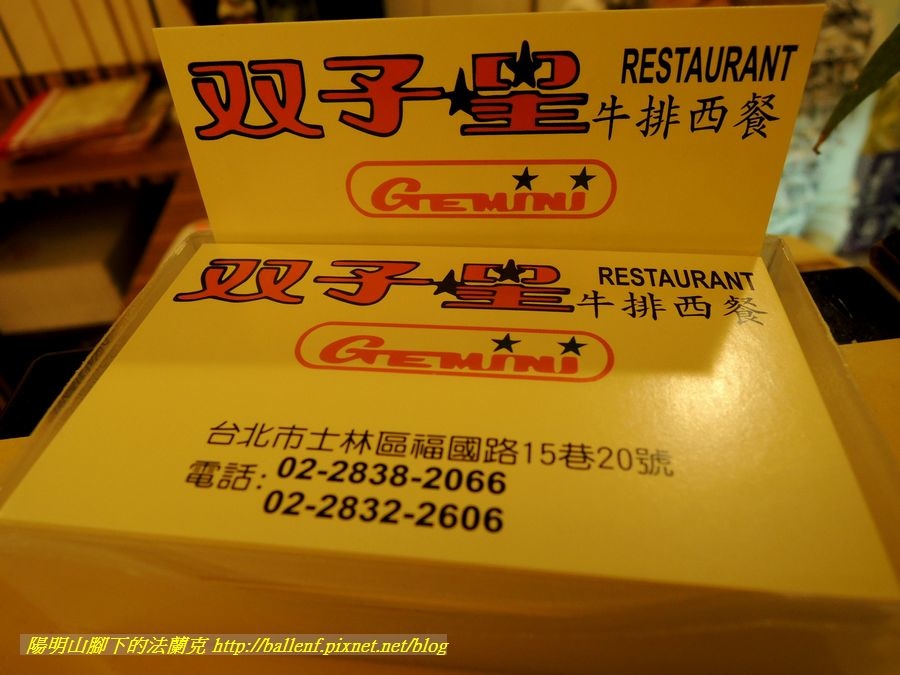 双子星 RESTAURANT
牛排西餐
GEMINI
双子星 RESTAURANT
牛排西餐
GEMINI
台北市士林區福國路15巷20號
電話: 02-2838-2066
02-2832-2606
陽明山腳下的法蘭克 http://ballenf.pixnet.net/blog